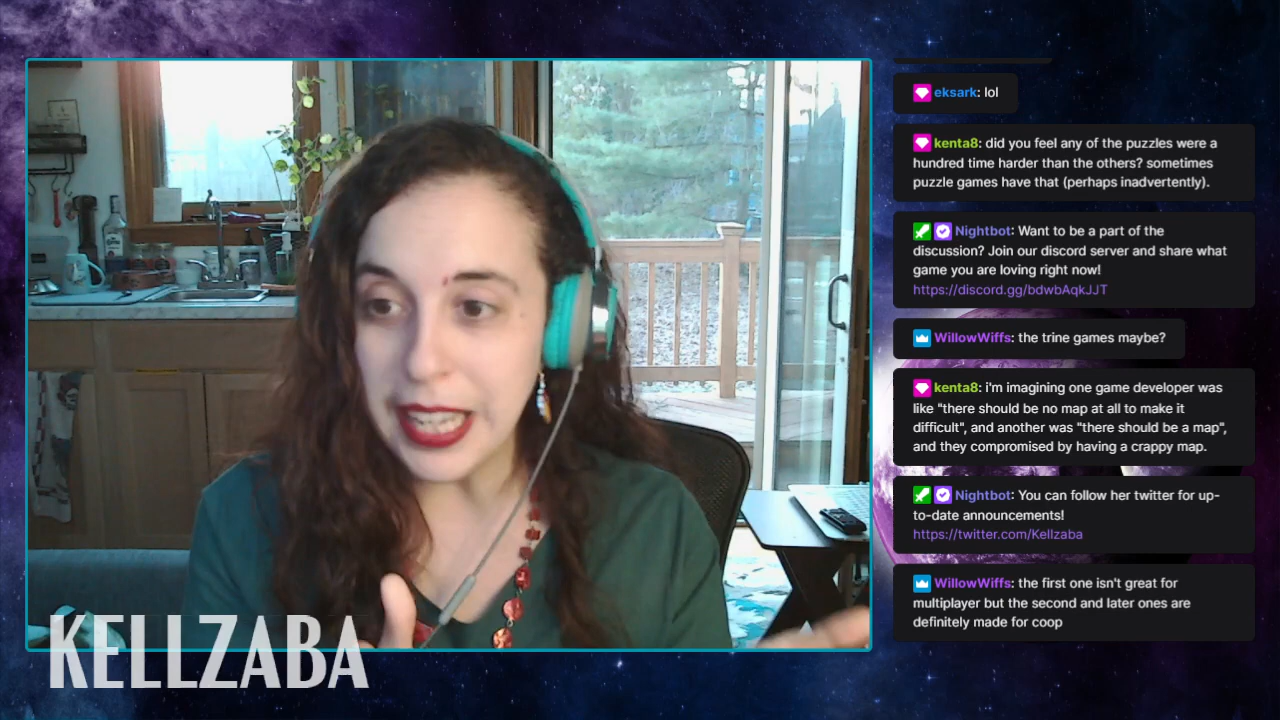 eksark: lol
kenta8: did you feel any of the puzzles were a
hundred time harder than the others? sometimes
puzzle games have that (perhaps inadvertently).
Nightbot: Want to be a part of the
discussion? Join our discord server and share what
game you are loving right now!
https://discord.gg/bdwbAqkJJT
WillowWiffs: the trine games maybe?
kenta8: i'm imagining one game developer was
like "there should be no map at all to make it
difficult", and another was "there should be a map",
and they compromised by having a crappy map.
Nightbot: You can follow her twitter for up-
to-date announcements!
https://twitter.com/Kellzaba
WillowWiffs: the first one isn't great for
multiplayer but the second and later ones are
definitely made for coop
KELLZABA